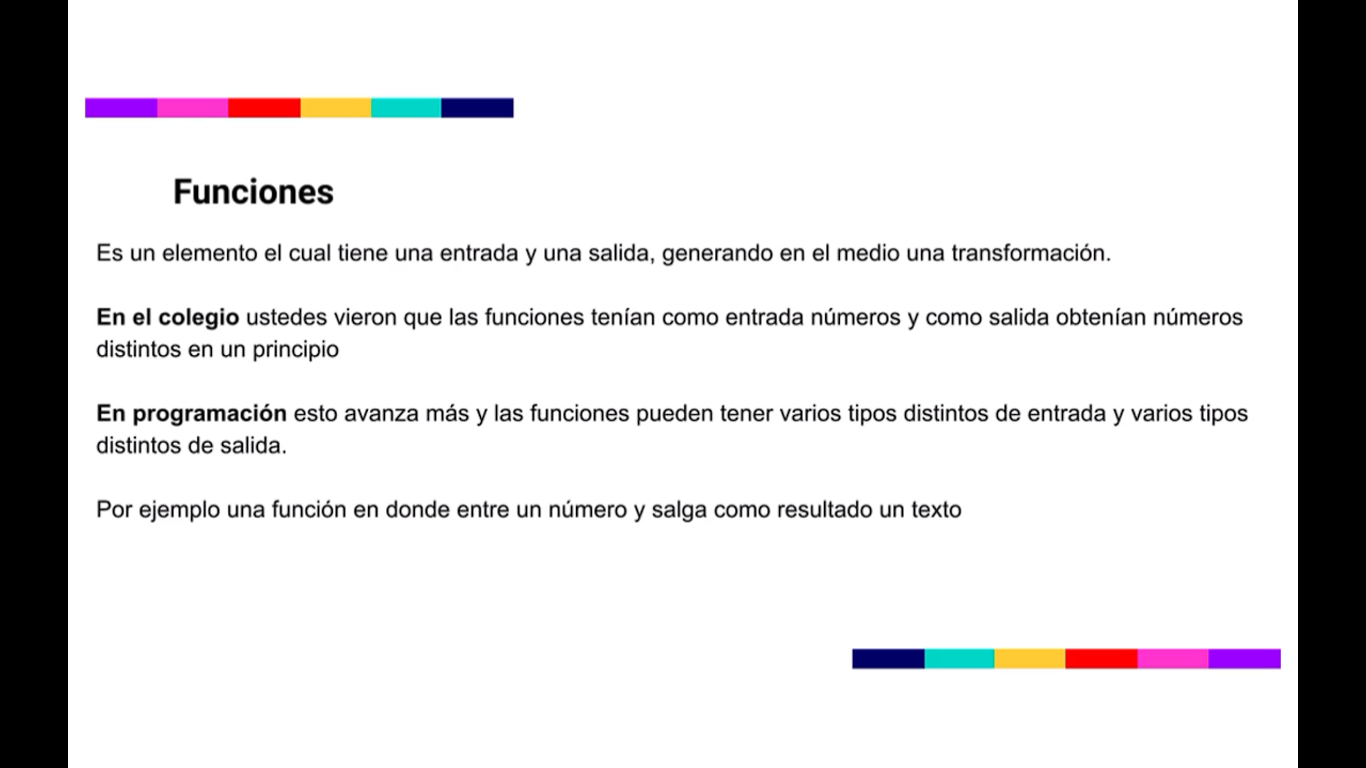 Funciones
Es un elemento el cual tiene una entrada y una salida, generando en el medio una transformación.
En el colegio ustedes vieron que las funciones tenían como entrada números y como salida obtenían números
distintos en un principio
En programación esto avanza más y las funciones pueden tener varios tipos distintos de entrada y varios tipos
distintos de salida.
Por ejemplo una función en donde entre un número y salga como resultado un texto